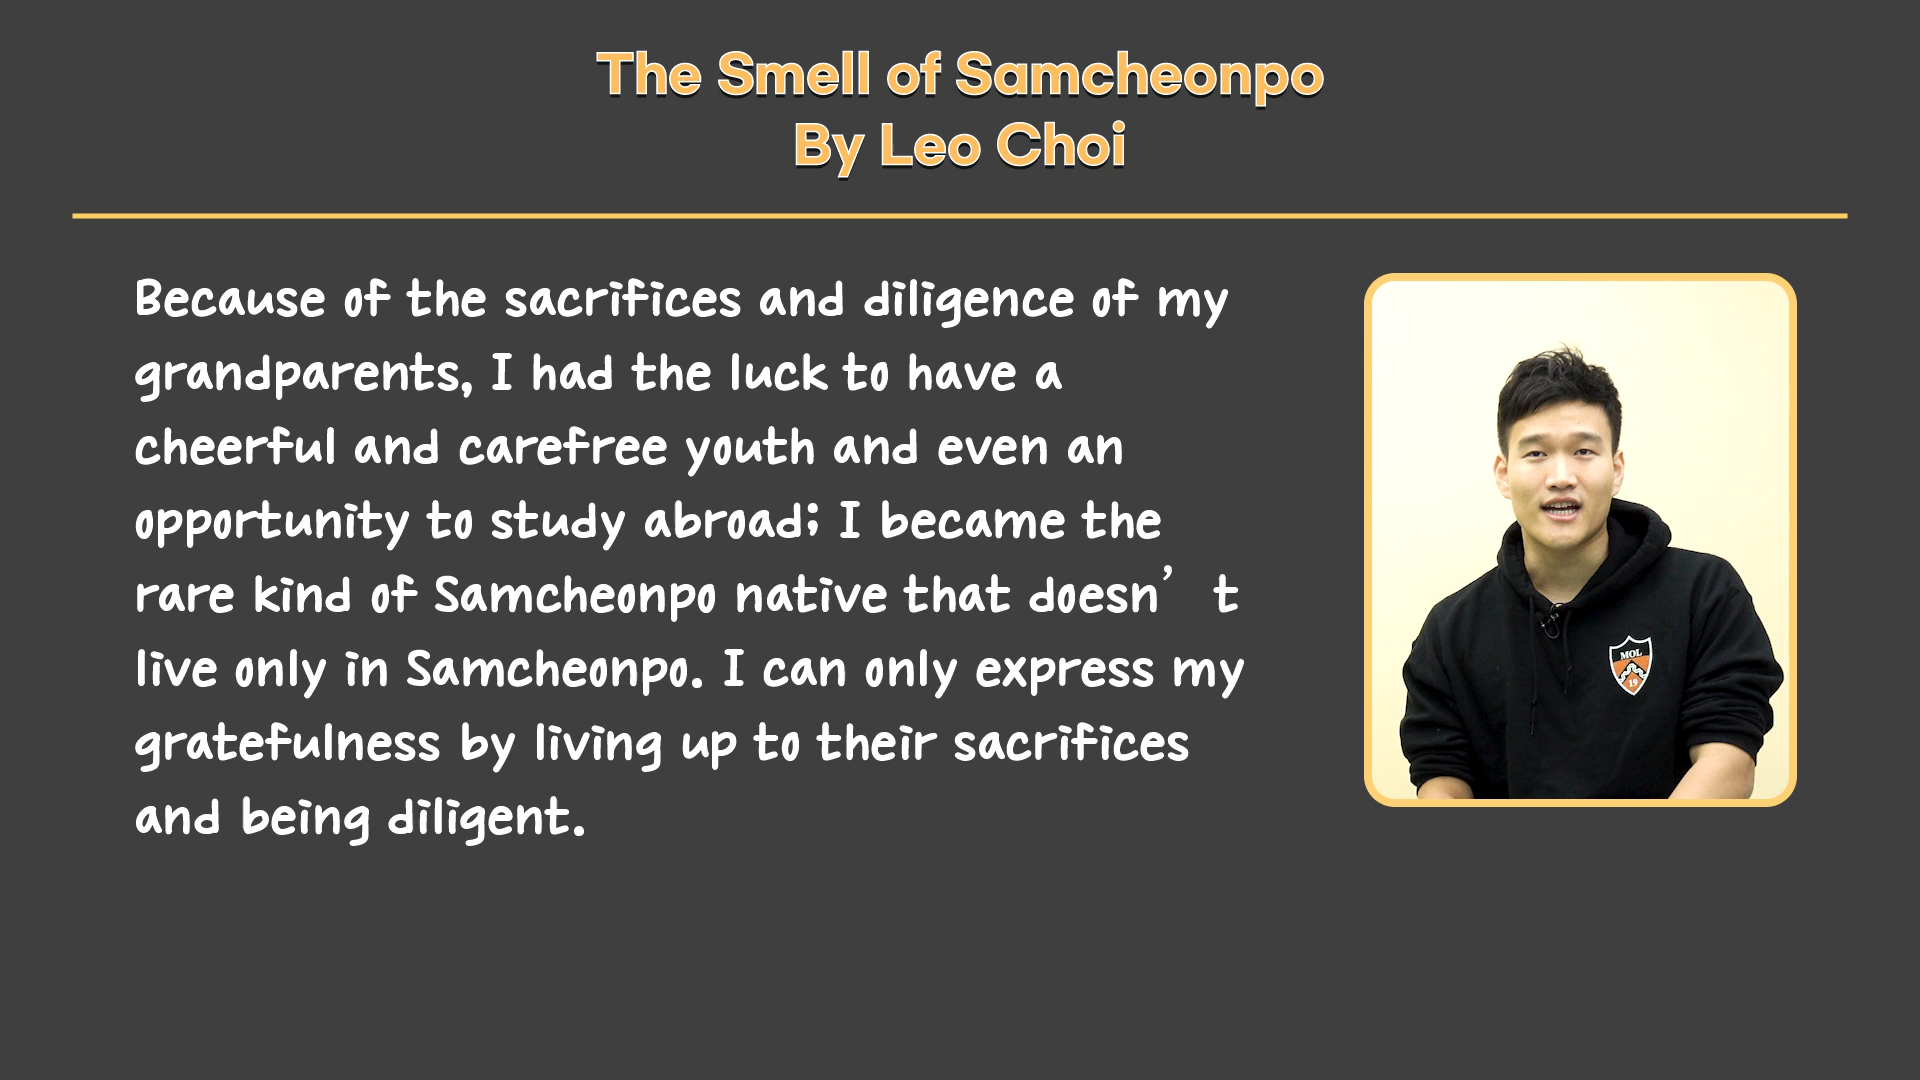 The Smell of Samcheonpo
By Leo Choi
Because of the sacrifices and diligence of my
grandparents, I had the luck to have a
cheerful and carefree youth and even an
opportunity to study abroad; I became the
rare kind of Samcheonpo native that doesn’t
live only in Samcheonpo. I can only express my
gratefulness by living up to their sacrifices
and being diligent.
MOL
19